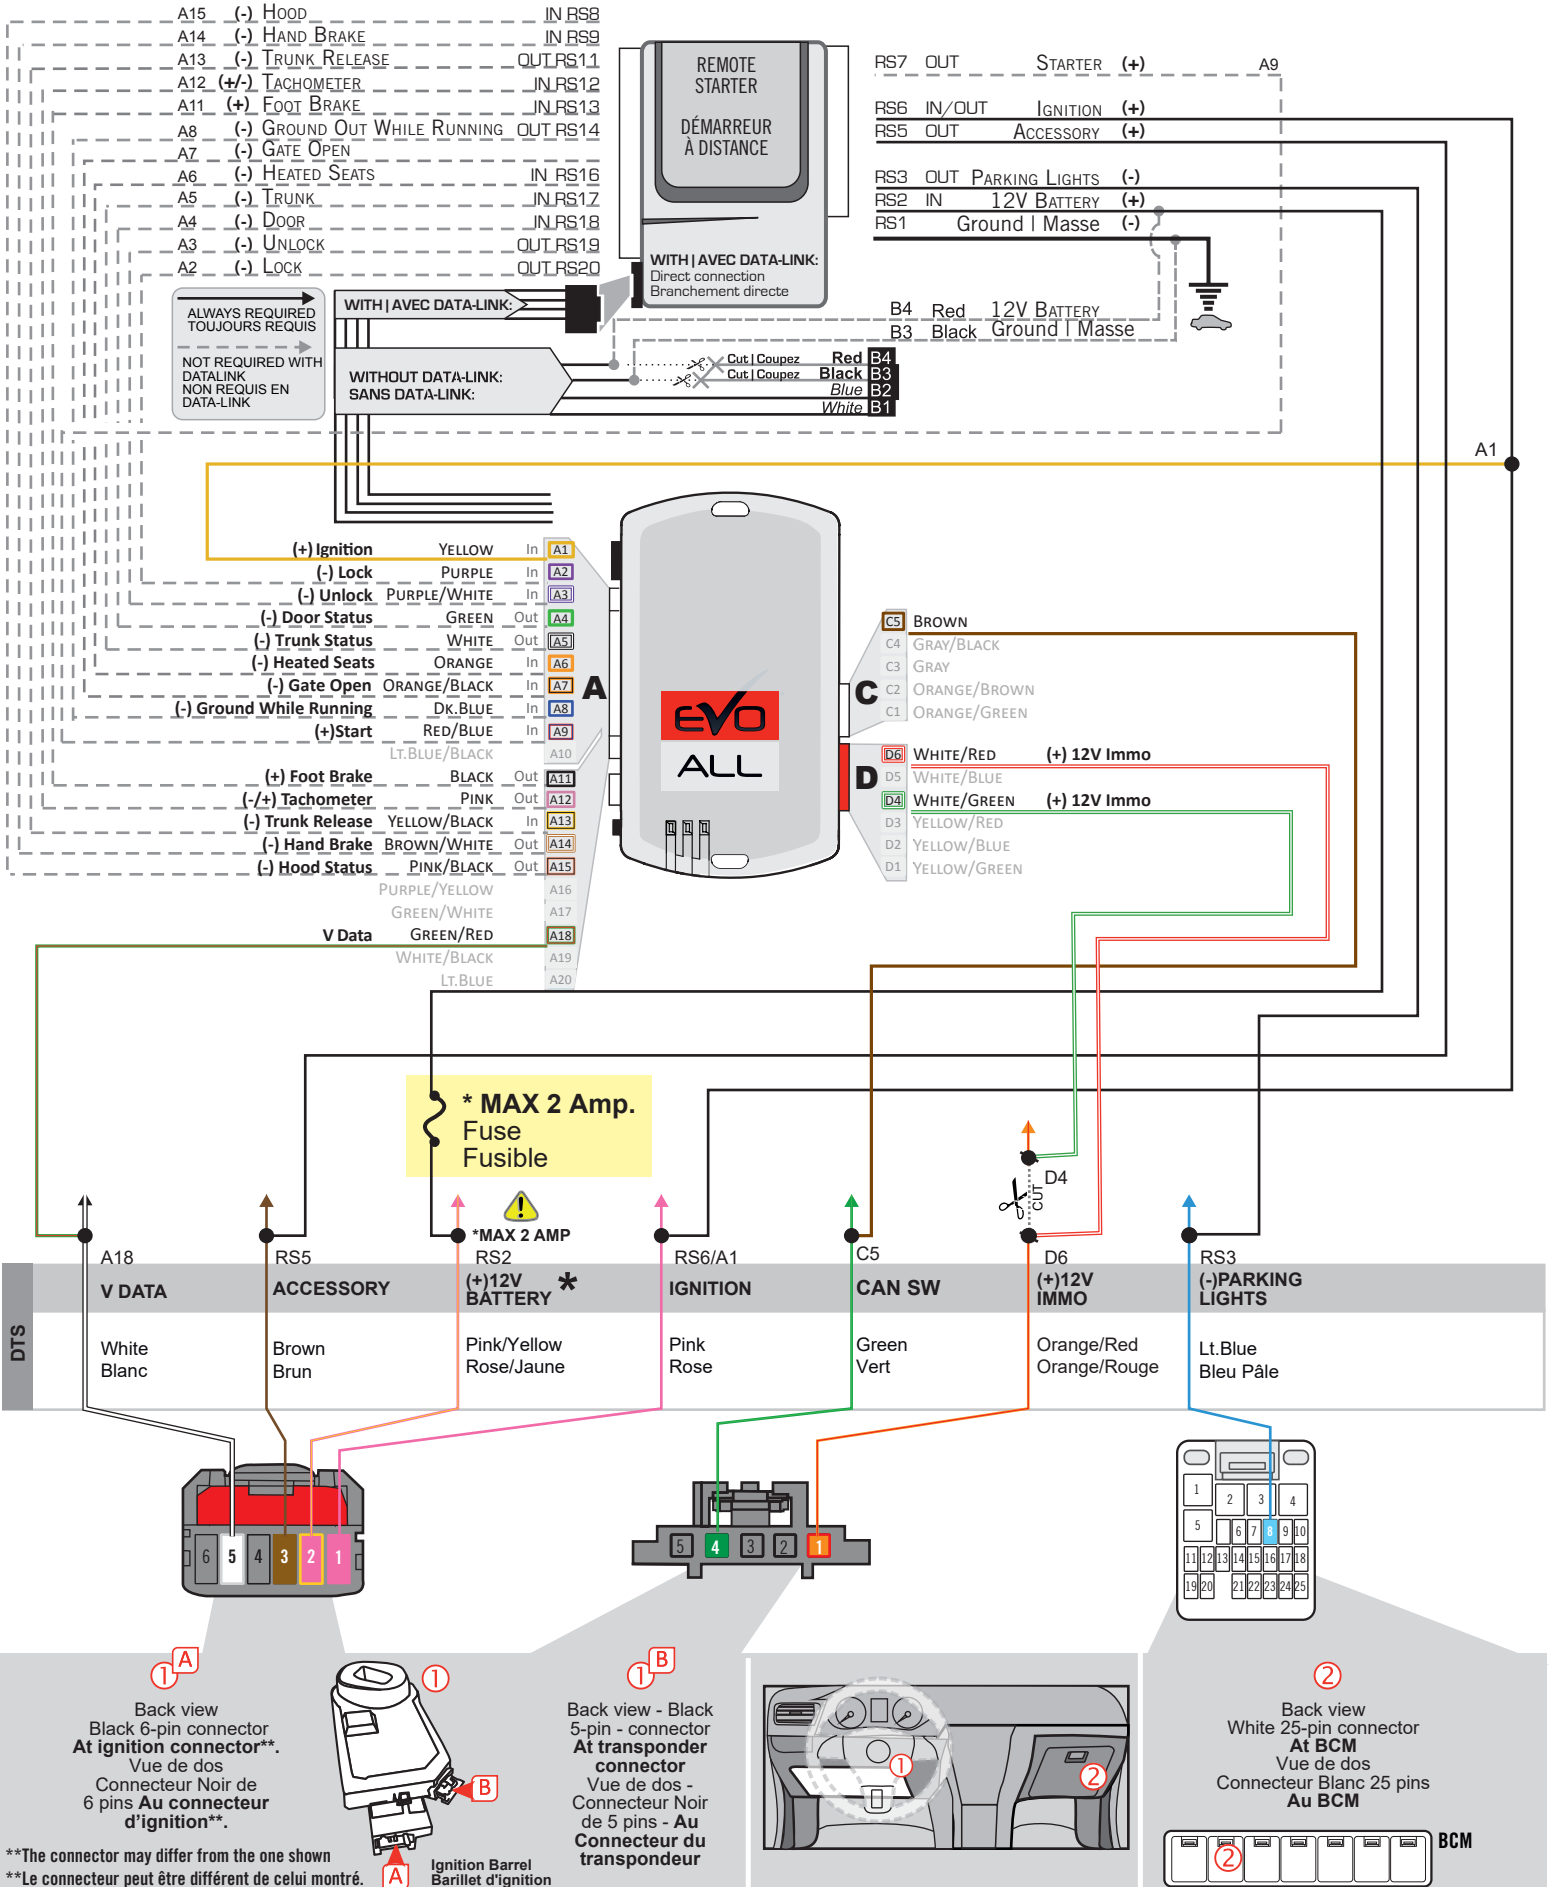 A15 (-) HOOD IN RS8
A14 (-) HAND BRAKE IN RS9
A13 (-) TRUNK RELEASE OUT RS11
A12 (+/-) TACHOMETER IN RS12
A11 (+) FOOT BRAKE IN RS13
A8 (-) GROUND OUT WHILE RUNNING OUT RS14
A7 (-) GATE OPEN
A6 (-) HEATED SEATS IN RS16
A5 (-) TRUNK IN RS17
A4 (-) DOOR IN RS18
A3 (-) UNLOCK OUT RS19
A2 (-) LOCK OUT RS20
REMOTE
STARTER
DÉMARREUR
À DISTANCE
WITH | AVEC DATA-LINK:
Direct connection
Branchement directe
RS7 OUT STARTER (+) A9
RS6 IN/OUT IGNITION (+)
RS5 OUT ACCESSORY (+)
RS3 OUT PARKING LIGHTS (-)
RS2 IN 12V BATTERY (+)
RS1 Ground | Masse (-)
ALWAYS REQUIRED
TOUJOURS REQUIS
NOT REQUIRED WITH
DATALINK
NON REQUIS EN
DATA-LINK
WITH | AVEC DATA-LINK:
WITHOUT DATA-LINK:
SANS DATA-LINK:
B4 Red 12V BATTERY
B3 Black Ground | Masse
Cut | Coupez Red B4
Cut | Coupez Black B3
Blue B2
White B1
A1
(+) Ignition YELLOW In A1
(-) Lock PURPLE In A2
(-) Unlock PURPLE/WHITE In A3
(-) Door Status GREEN Out A4
(-) Trunk Status WHITE Out A5
(-) Heated Seats ORANGE In A6
(-) Gate Open ORANGE/BLACK In A7
(-) Ground While Running DK.BLUE In A8
(+)Start RED/BLUE In A9
LT.BLUE/BLACK A10
(+) Foot Brake BLACK Out A11
(-/+) Tachometer PINK Out A12
(-) Trunk Release YELLOW/BLACK In A13
(-) Hand Brake BROWN/WHITE Out A14
(-) Hood Status PINK/BLACK Out A15
PURPLE/YELLOW A16
GREEN/WHITE A17
V Data GREEN/RED A18
WHITE/BLACK A19
LT.BLUE A20
A
EVO
ALL
C
C5 BROWN
C4 GRAY/BLACK
C3 GRAY
C2 ORANGE/BROWN
C1 ORANGE/GREEN
D
D6 WHITE/RED (+) 12V Immo
D5 WHITE/BLUE
D4 WHITE/GREEN (+) 12V Immo
D3 YELLOW/RED
D2 YELLOW/BLUE
D1 YELLOW/GREEN
* MAX 2 Amp.
Fuse
Fusible
*MAX 2 AMP
D4
CUT
A18 RS5 RS2 RS6/A1 C5 D6 RS3
DTS
V DATA
ACCESSORY
(+)12V
BATTERY *
IGNITION
CAN SW
(+)12V
IMMO
(-)PARKING
LIGHTS
White
Blanc
Brown
Brun
Pink/Yellow
Rose/Jaune
Pink
Rose
Green
Vert
Orange/Red
Orange/Rouge
Lt.Blue
Bleu Pâle
6 5 4 3 2 1
5 4 3 2 1
1 2 3 4
5 6 7 8 9 10
11 12 13 14 15 16 17 18
19 20 21 22 23 24 25
1 A
Back view
Black 6-pin connector
At ignition connector**.
Vue de dos
Connecteur Noir de
6 pins Au connecteur
d'ignition**.
**The connector may differ from the one shown
**Le connecteur peut être différent de celui montré.
1
B
A
Ignition Barrel
Barillet d'ignition
1 B
Back view - Black
5-pin - connector
At transponder
connector
Vue de dos -
Connecteur Noir
de 5 pins - Au
Connecteur du
transpondeur
1
2
2
Back view
White 25-pin connector
At BCM
Vue de dos
Connecteur Blanc 25 pins
Au BCM
2
BCM